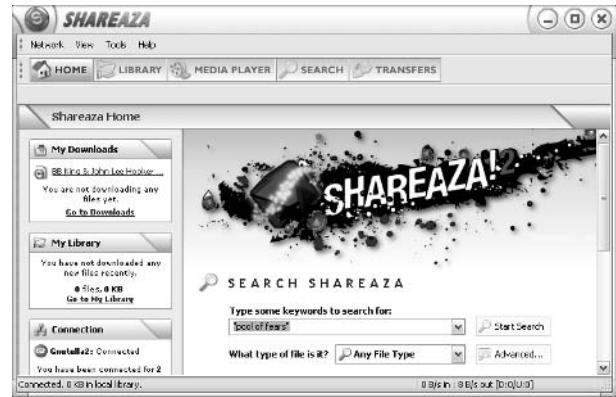 SHAREAZA
Network View Tools Help
HOME LIBRARY MEDIA PLAYER SEARCH TRANSFERS
Shareaza Home
My Downloads
BB King & John Lee Hooker ...
You are not downloading any
files yet.
Go to Downloads
My Library
You have not downloaded any
new files recently.
0 files, 0 KB
Go to My Library
Connection
Gnutella2: Connected
You have been connected for 2
SHAREAZA!
SEARCH SHAREAZA
Type some keywords to search for:
"pool of fears"
Start Search
What type of file is it? Any File Type Advanced...
Connected. 0 KB in local library. 0 B/s in : 8 B/s out [D:0/U:0]